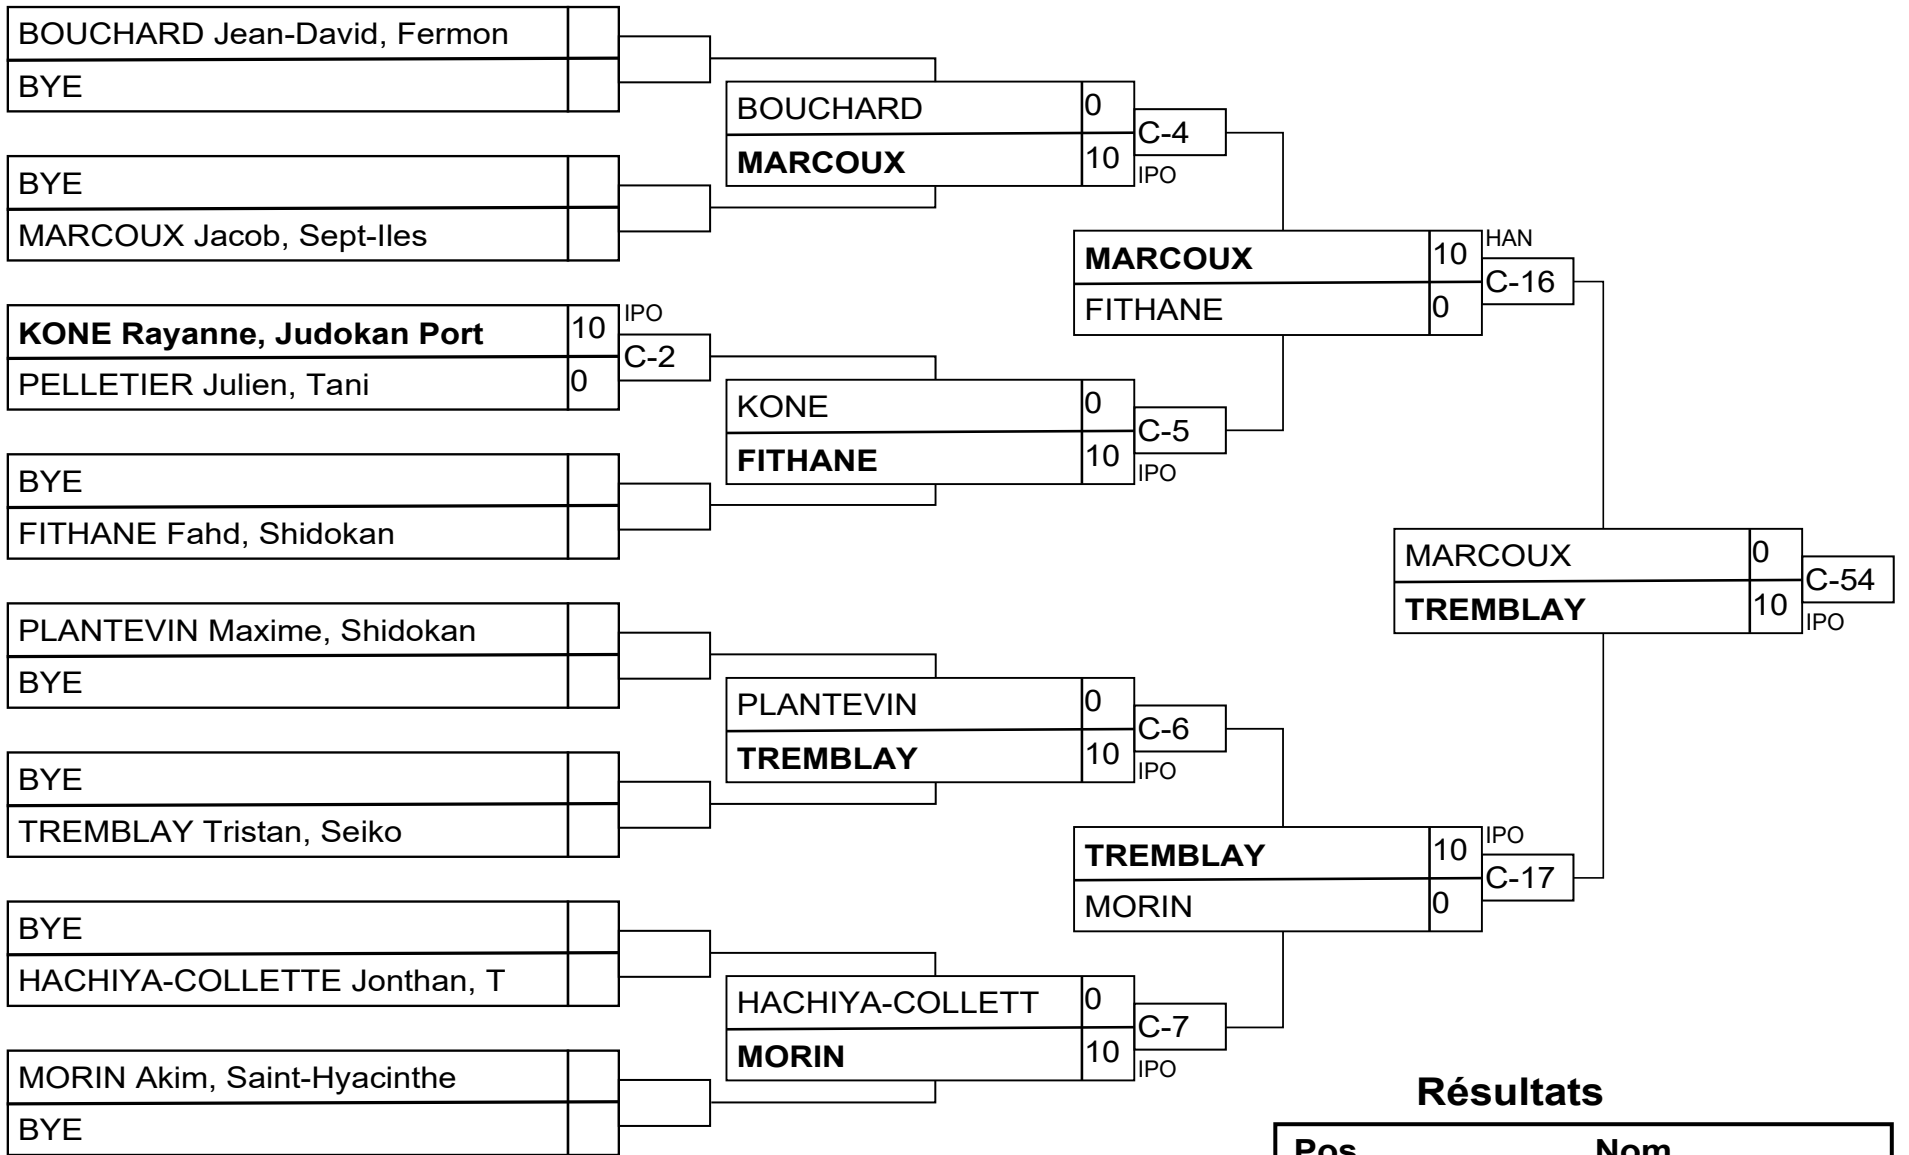 BOUCHARD Jean-David, Fermon
BYE
BYE
MARCOUX Jacob, Sept-Iles
KONE Rayanne, Judokan Port 10 IPO
C-2
PELLETIER Julien, Tani 0
BYE
FITHANE Fahd, Shidokan
PLANTEVIN Maxime, Shidokan
BYE
BYE
TREMBLAY Tristan, Seiko
BYE
HACHIYA-COLLETTE Jonthan, T
MORIN Akim, Saint-Hyacinthe
BYE
BOUCHARD 0
C-4
MARCOUX 10 IPO
KONE 0
C-5
FITHANE 10 IPO
PLANTEVIN 0
C-6
TREMBLAY 10 IPO
HACHIYA-COLLETT 0
C-7
MORIN 10 IPO
MARCOUX 10 HAN
C-16
FITHANE 0
TREMBLAY 10 IPO
C-17
MORIN 0
MARCOUX 0
C-54
TREMBLAY 10 IPO
Résultats
Pos Nom